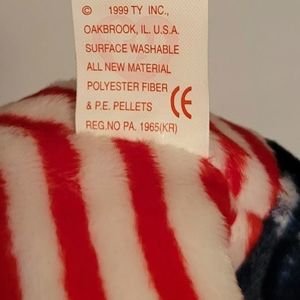 © 1999 TY INC.,
OAKBROOK, IL. U.S.A.
SURFACE WASHABLE
ALL NEW MATERIAL
POLYESTER FIBER
& P.E. PELLETS CE
REG.NO PA. 1965(KR)